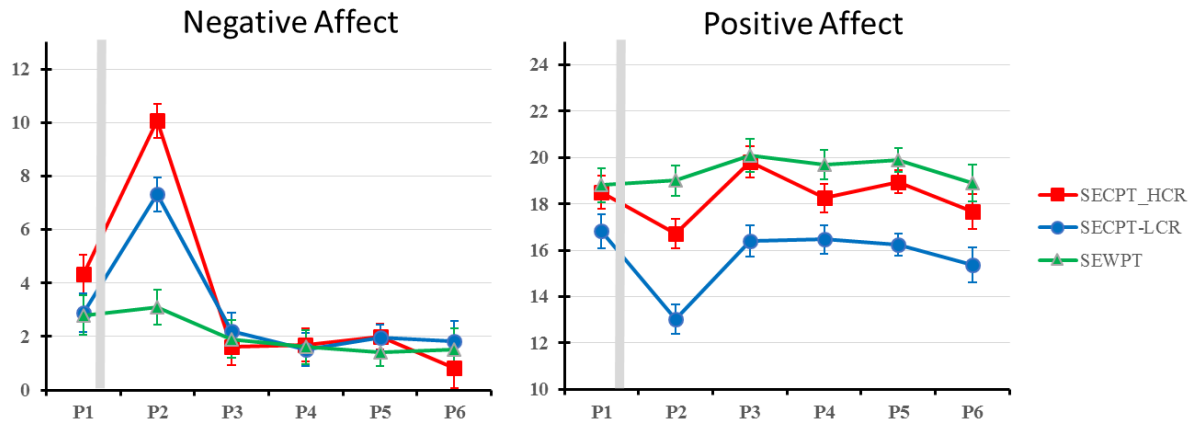 Negative Affect
12
10
8
6
4
2
0
P1 P2 P3 P4 P5 P6
Positive Affect
24
22
20
18
16
14
12
10
P1 P2 P3 P4 P5 P6
SECPT_HCR
SECPT-LCR
SEWPT